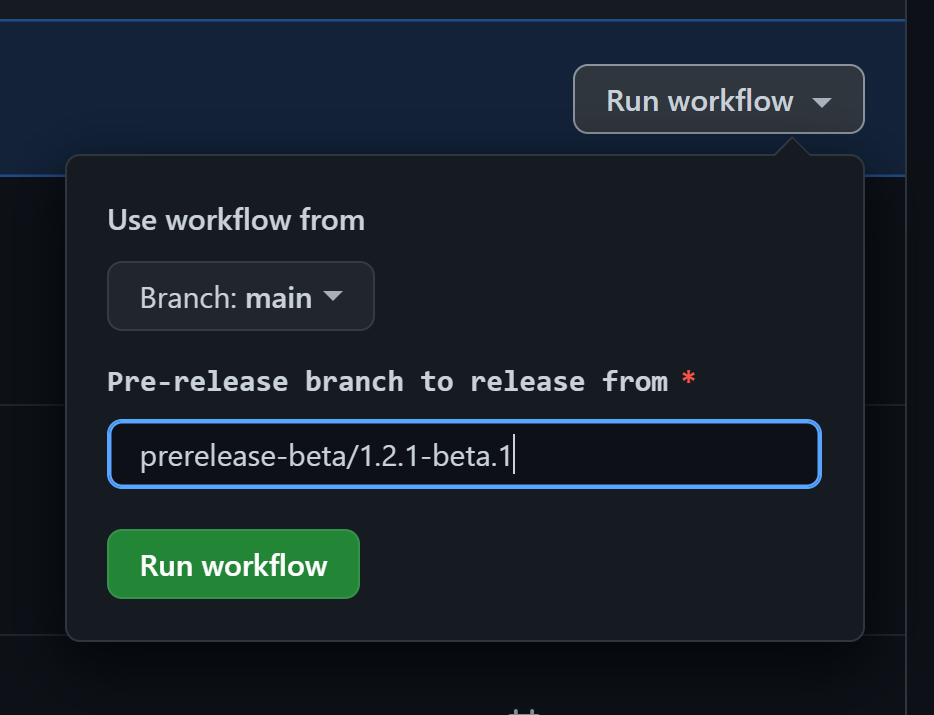 Run workflow
Use workflow from
Branch: main
Pre-release branch to release from *
prerelease-beta/1.2.1-beta.1
Run workflow